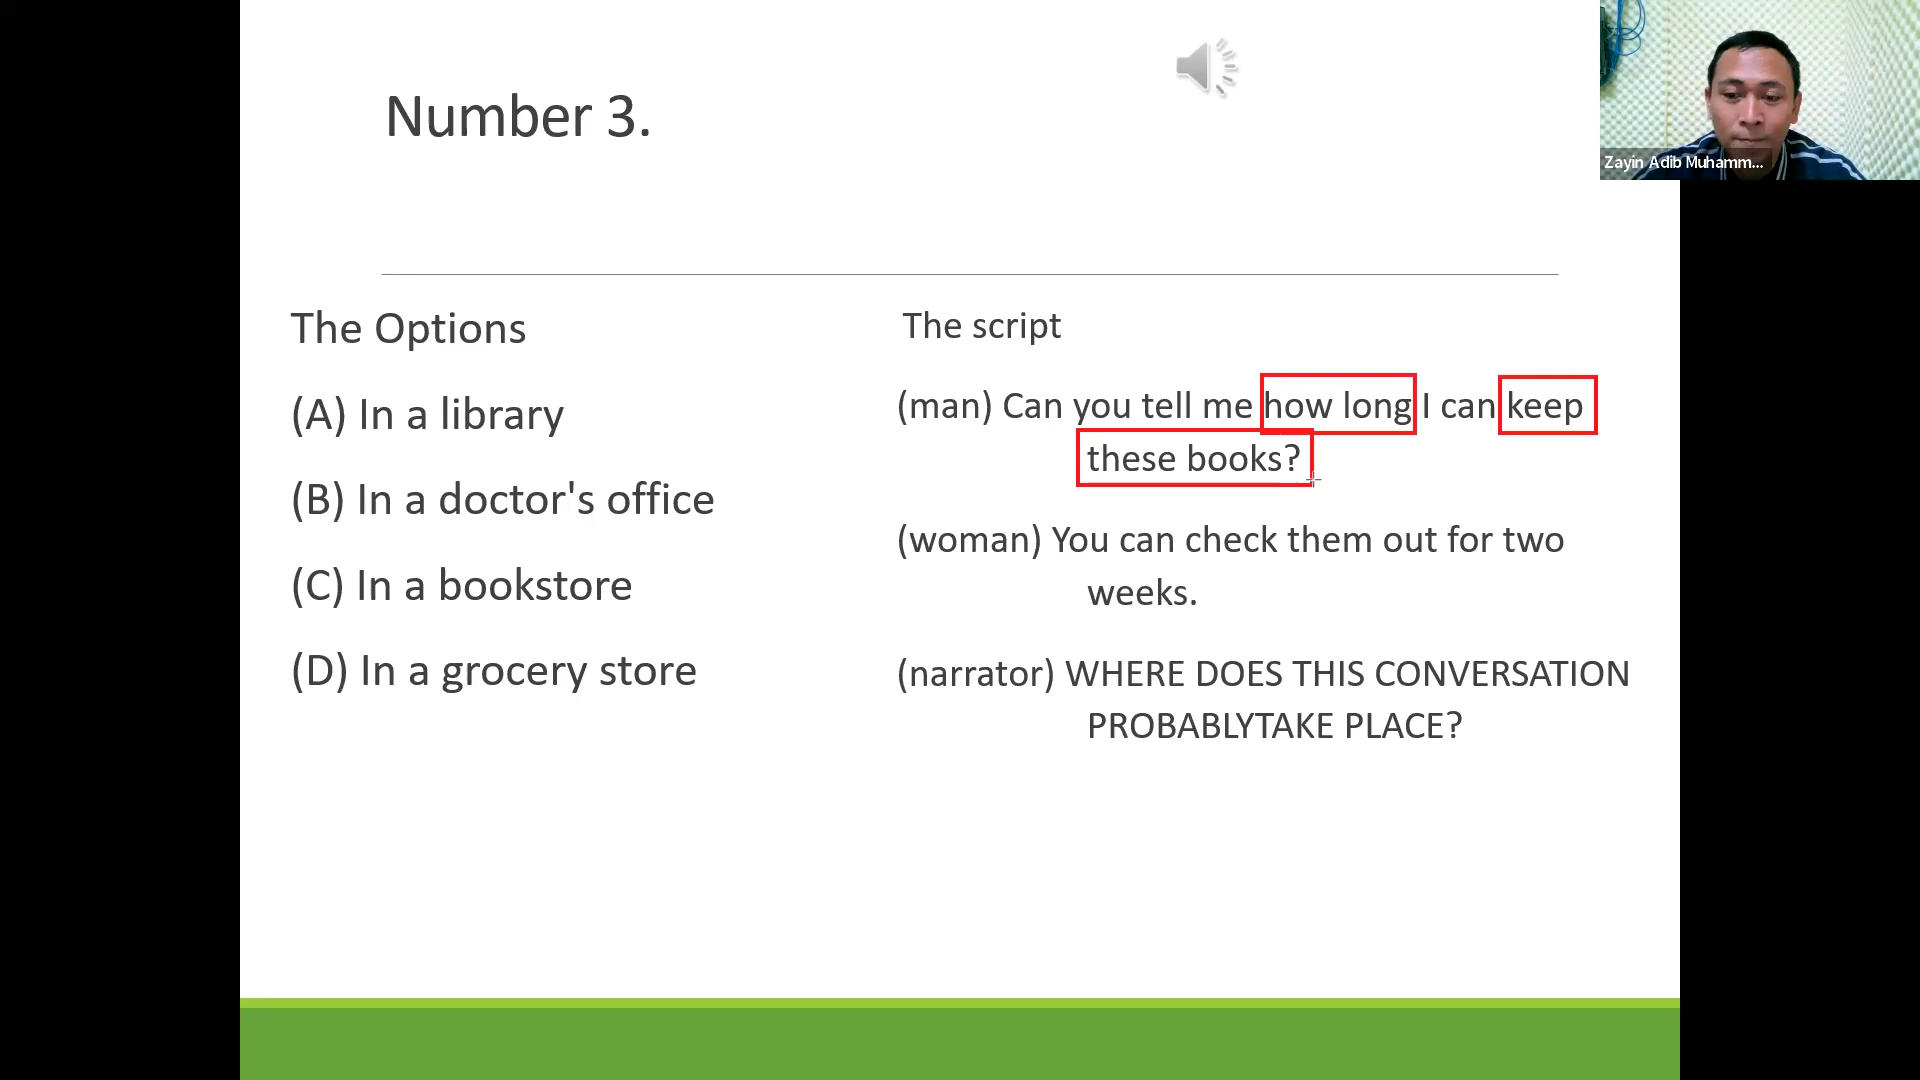 Number 3.
Zayin Adib Muhamm...
The Options
(A) In a library
(B) In a doctor's office
(C) In a bookstore
(D) In a grocery store
The script
(man) Can you tell me how long I can keep
these books?
(woman) You can check them out for two
weeks.
(narrator) WHERE DOES THIS CONVERSATION
PROBABLYTAKE PLACE?